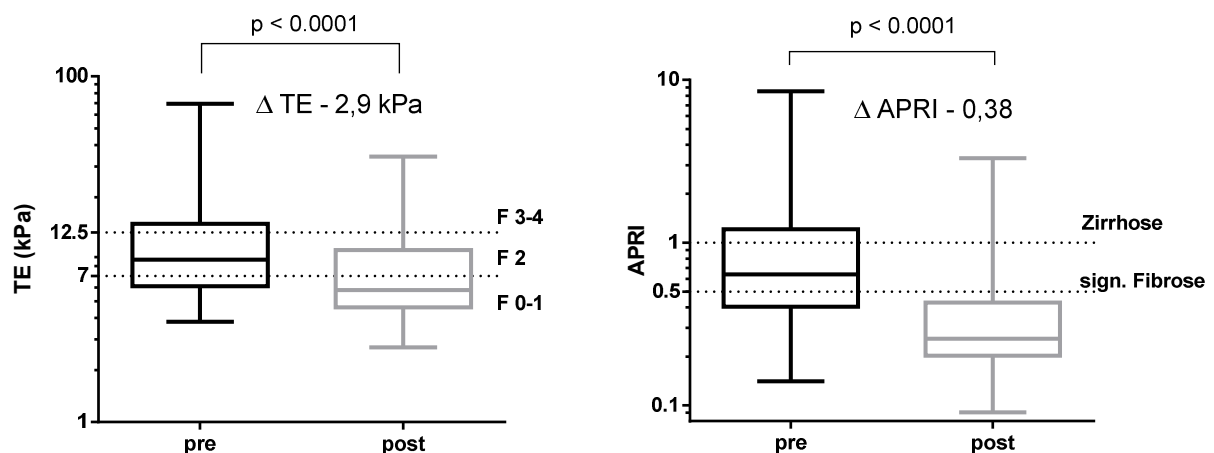 p < 0.0001
Δ TE - 2,9 kPa
TE (kPa)
100
12.5
7
1
F 3-4
F 2
F 0-1
pre
post
p < 0.0001
Δ APRI - 0,38
APRI
10
1
0.5
0.1
Zirrhose
sign. Fibrose
pre
post